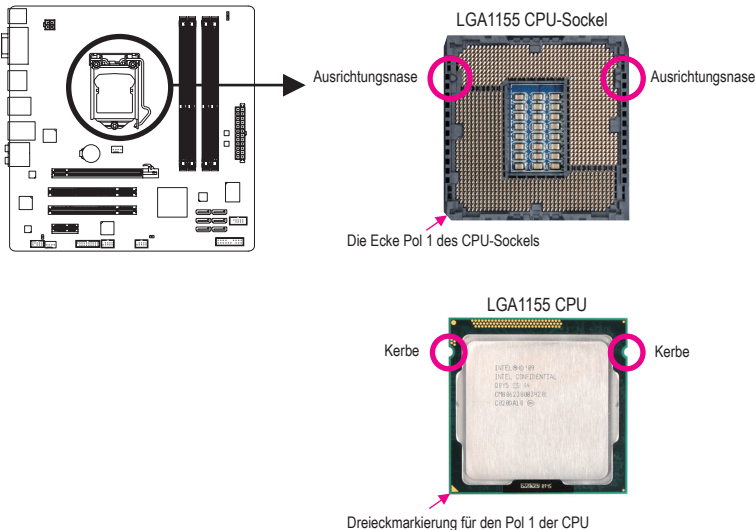 LGA1155 CPU-Sockel
Ausrichtungsnase
Ausrichtungsnase
Die Ecke Pol 1 des CPU-Sockels
LGA1155 CPU
Kerbe
Kerbe
INTEL CONFIDENTIAL
Dreieckmarkierung für den Pol 1 der CPU